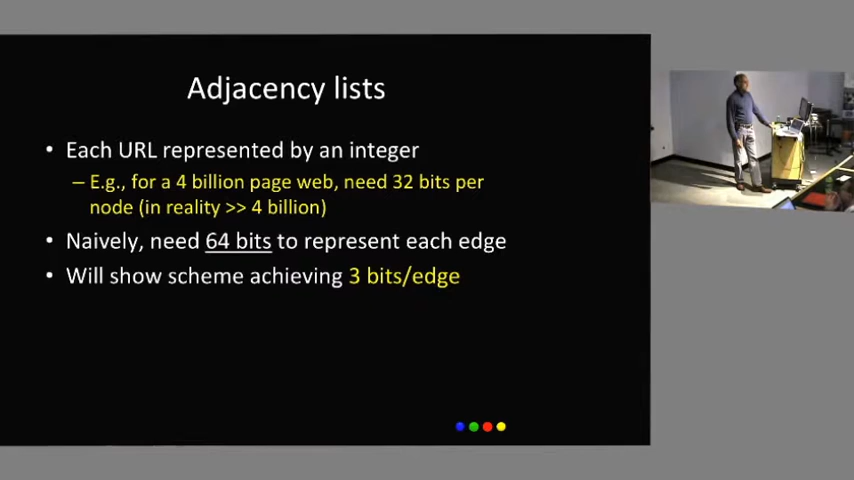 Adjacency lists
• Each URL represented by an integer
– E.g., for a 4 billion page web, need 32 bits per
node (in reality >> 4 billion)
• Naively, need 64 bits to represent each edge
• Will show scheme achieving 3 bits/edge